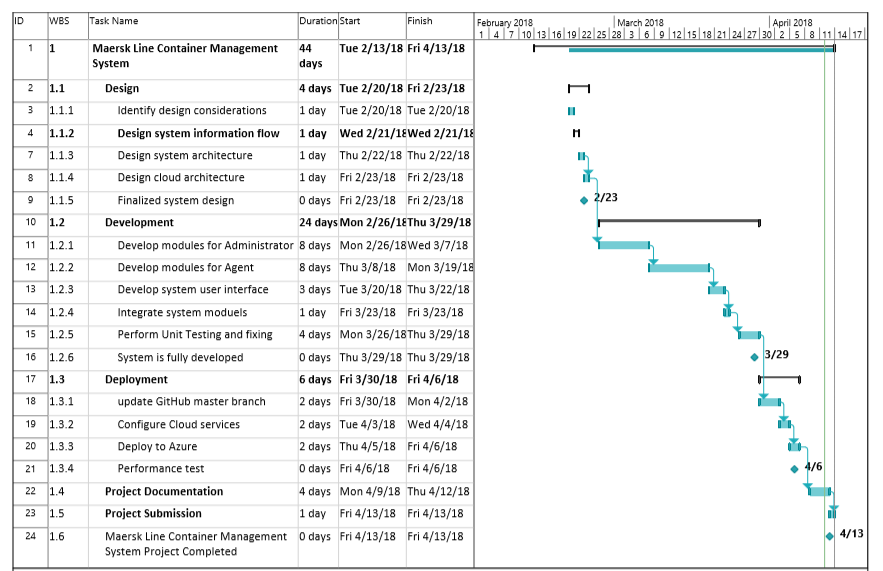 ID WBS Task Name Duration Start Finish February 2018 March 2018 April 2018
1 4 7 10 13 16 19 22 25 28 3 6 9 12 15 18 21 24 27 30 2 5 8 11 14 17
1 1 Maersk Line Container Management 44 Tue 2/13/18 Fri 4/13/18
System days
2 1.1 Design 4 days Tue 2/20/18 Fri 2/23/18
3 1.1.1 Identify design considerations 1 day Tue 2/20/18 Tue 2/20/18
4 1.1.2 Design system information flow 1 day Wed 2/21/18 Wed 2/21/18
7 1.1.3 Design system architecture 1 day Thu 2/22/18 Thu 2/22/18
8 1.1.4 Design cloud architecture 1 day Fri 2/23/18 Fri 2/23/18
9 1.1.5 Finalized system design 0 days Fri 2/23/18 Fri 2/23/18 2/23
10 1.2 Development 24 days Mon 2/26/18 Thu 3/29/18
11 1.2.1 Develop modules for Administrator 8 days Mon 2/26/18 Wed 3/7/18
12 1.2.2 Develop modules for Agent 8 days Thu 3/8/18 Mon 3/19/18
13 1.2.3 Develop system user interface 3 days Tue 3/20/18 Thu 3/22/18
14 1.2.4 Integrate system moduels 1 day Fri 3/23/18 Fri 3/23/18
15 1.2.5 Perform Unit Testing and fixing 4 days Mon 3/26/18 Thu 3/29/18
16 1.2.6 System is fully developed 0 days Thu 3/29/18 Thu 3/29/18 3/29
17 1.3 Deployment 6 days Fri 3/30/18 Fri 4/6/18
18 1.3.1 update GitHub master branch 2 days Fri 3/30/18 Mon 4/2/18
19 1.3.2 Configure Cloud services 2 days Tue 4/3/18 Wed 4/4/18
20 1.3.3 Deploy to Azure 2 days Thu 4/5/18 Fri 4/6/18
21 1.3.4 Performance test 0 days Fri 4/6/18 Fri 4/6/18 4/6
22 1.4 Project Documentation 4 days Mon 4/9/18 Thu 4/12/18
23 1.5 Project Submission 1 day Fri 4/13/18 Fri 4/13/18
24 1.6 Maersk Line Container Management 0 days Fri 4/13/18 Fri 4/13/18 4/13
System Project Completed